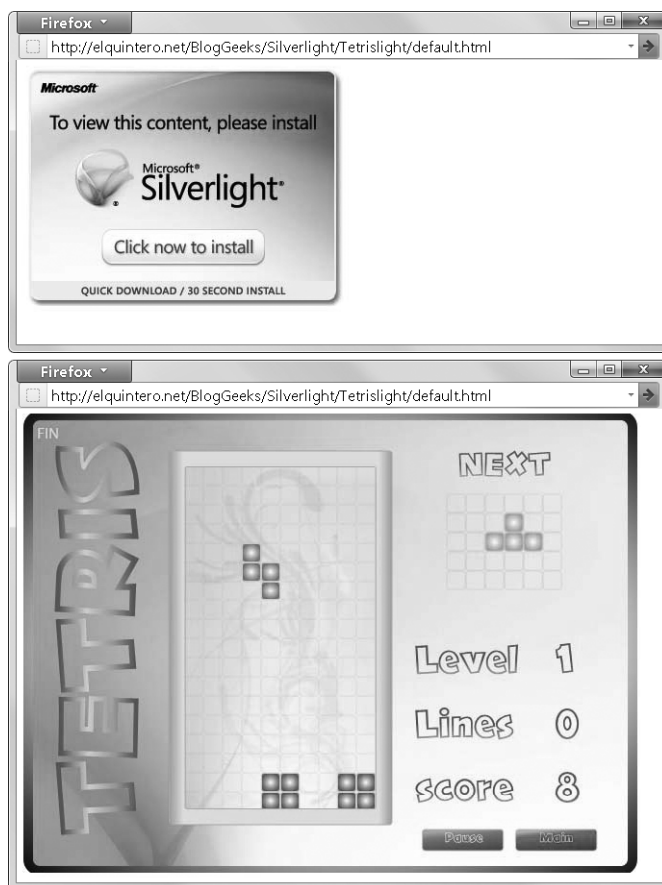 Firefox
http://elquintero.net/BlogGeeks/Silverlight/Tetrislight/default.html
Microsoft
To view this content, please install
Microsoft®
Silverlight®
Click now to install
QUICK DOWNLOAD / 30 SECOND INSTALL
Firefox
http://elquintero.net/BlogGeeks/Silverlight/Tetrislight/default.html
FIN
TETRIS
NEXT
Level 1
Lines 0
score 8
Pause Main